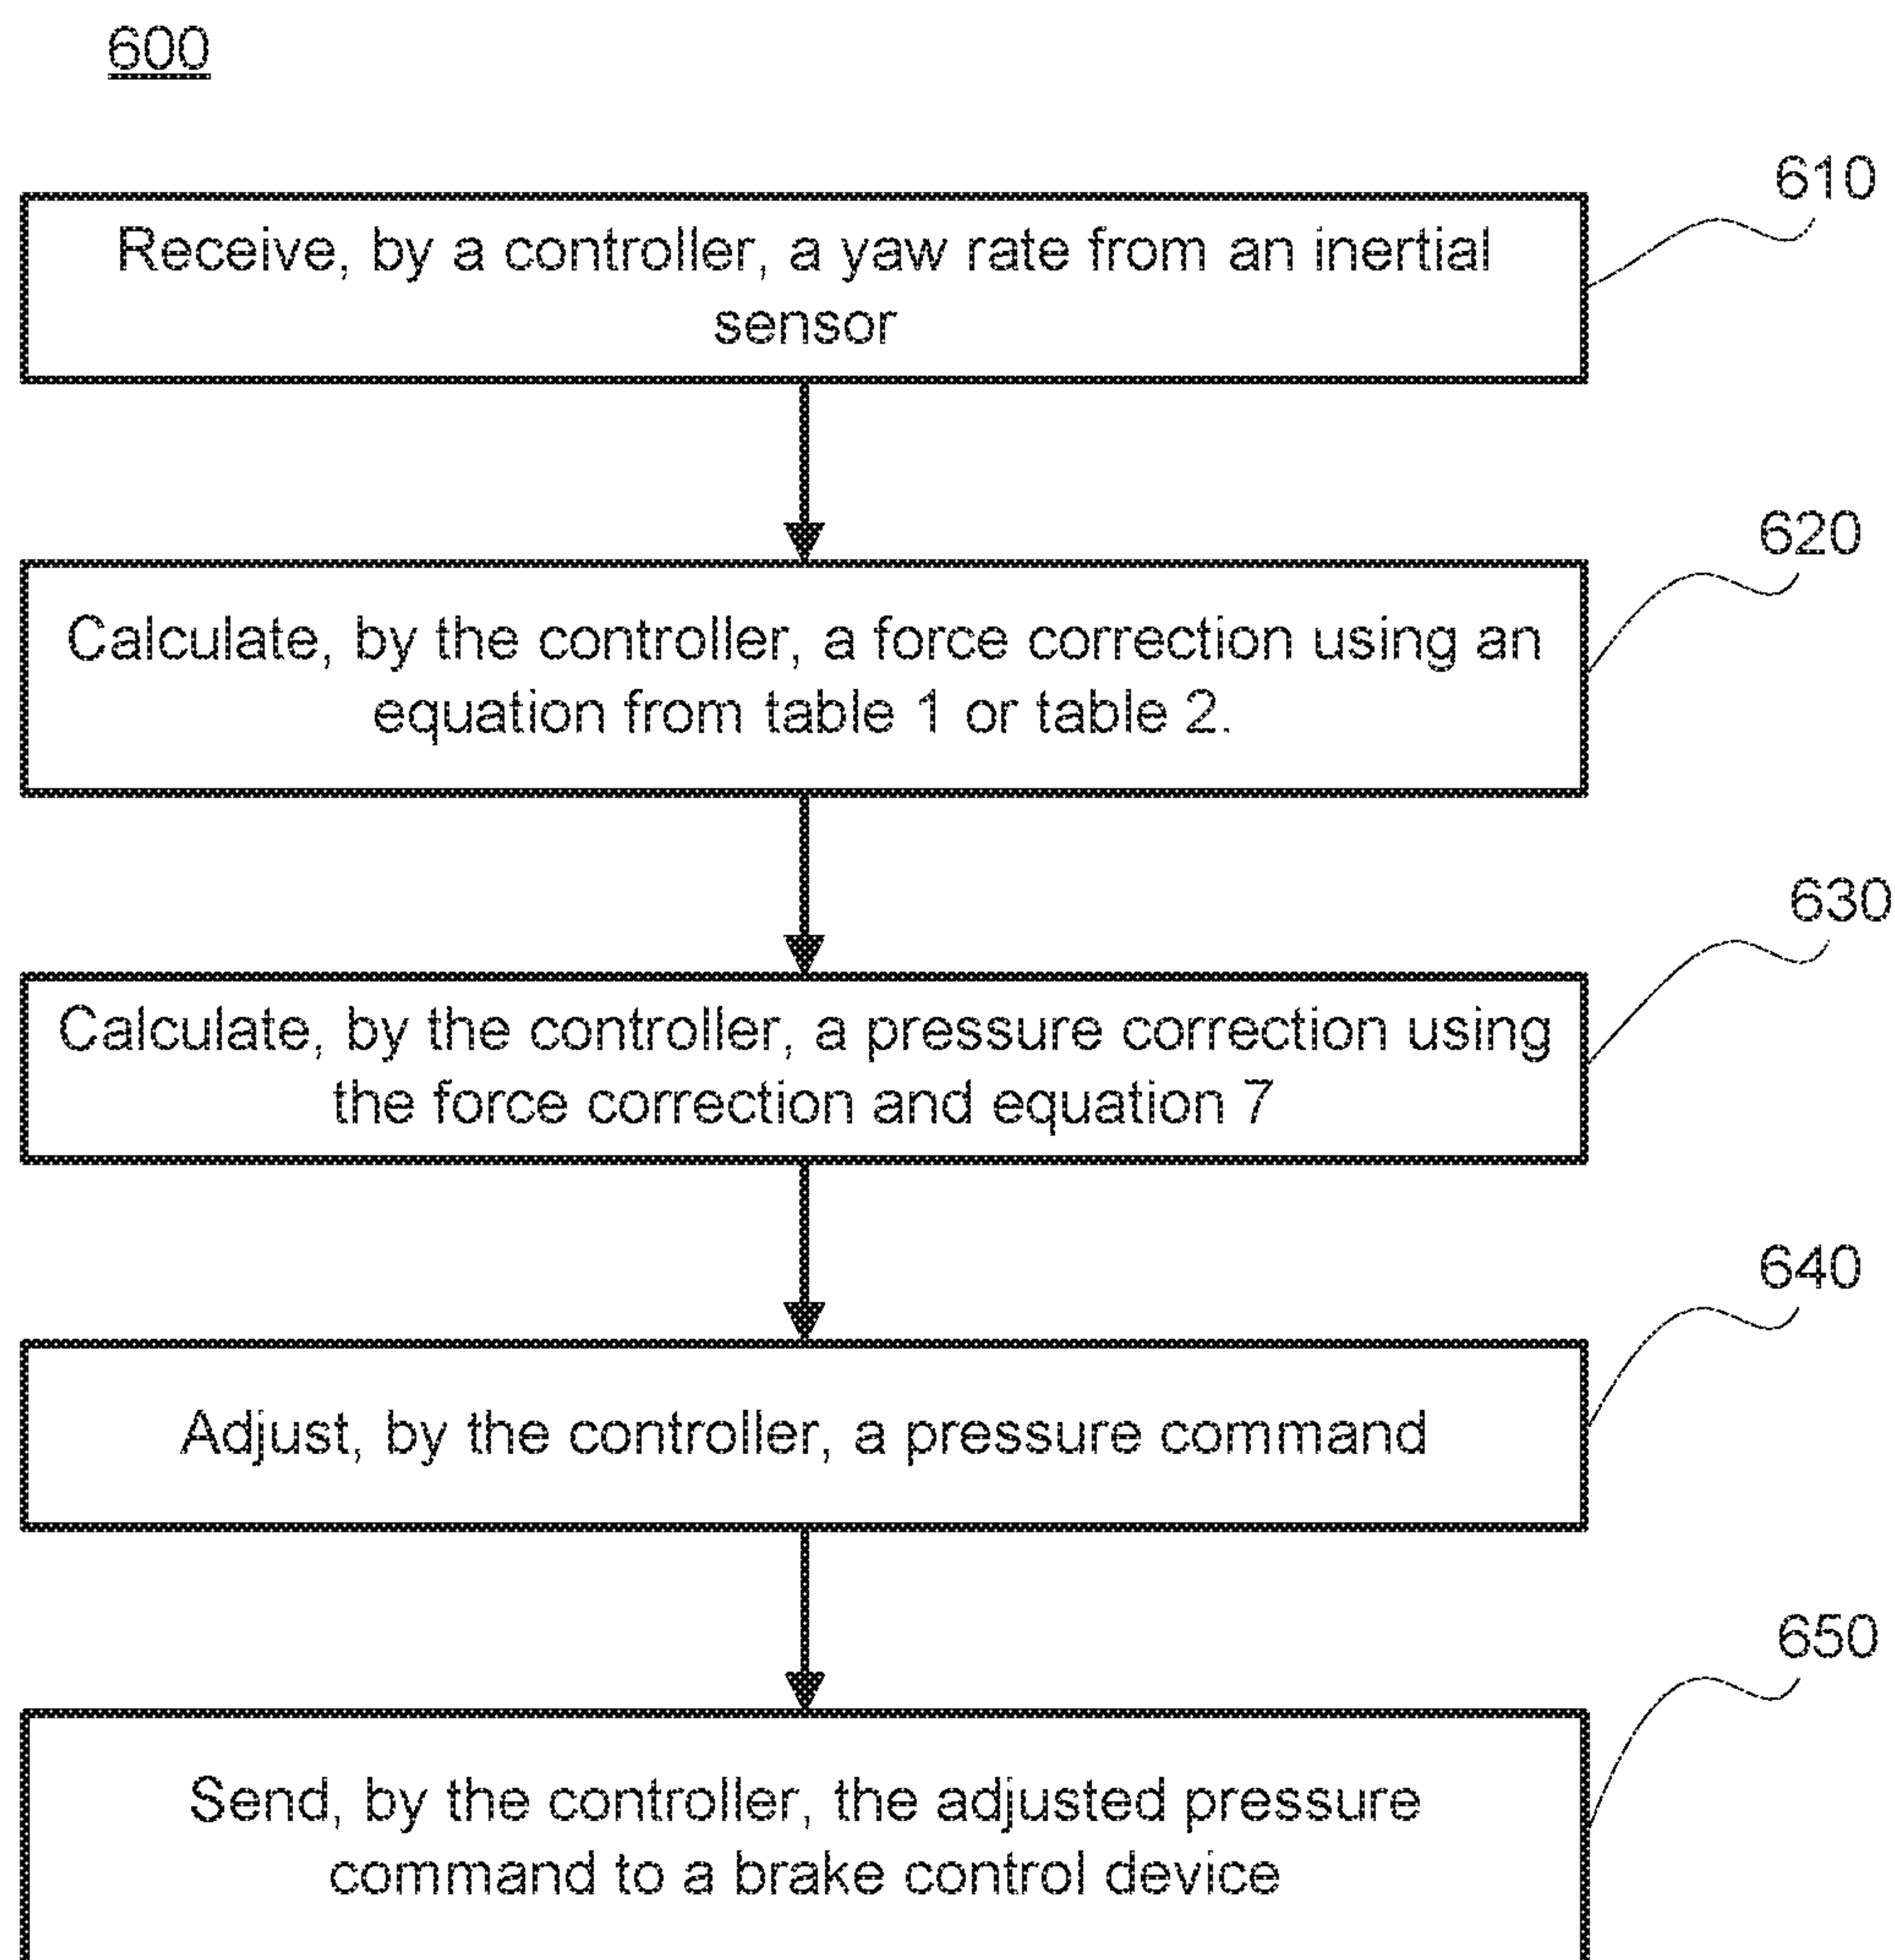 600
610
Receive, by a controller, a yaw rate from an inertial
sensor
620
Calculate, by the controller, a force correction using an
equation from table 1 or table 2.
630
Calculate, by the controller, a pressure correction using
the force correction and equation 7
640
Adjust, by the controller, a pressure command
650
Send, by the controller, the adjusted pressure
command to a brake control device